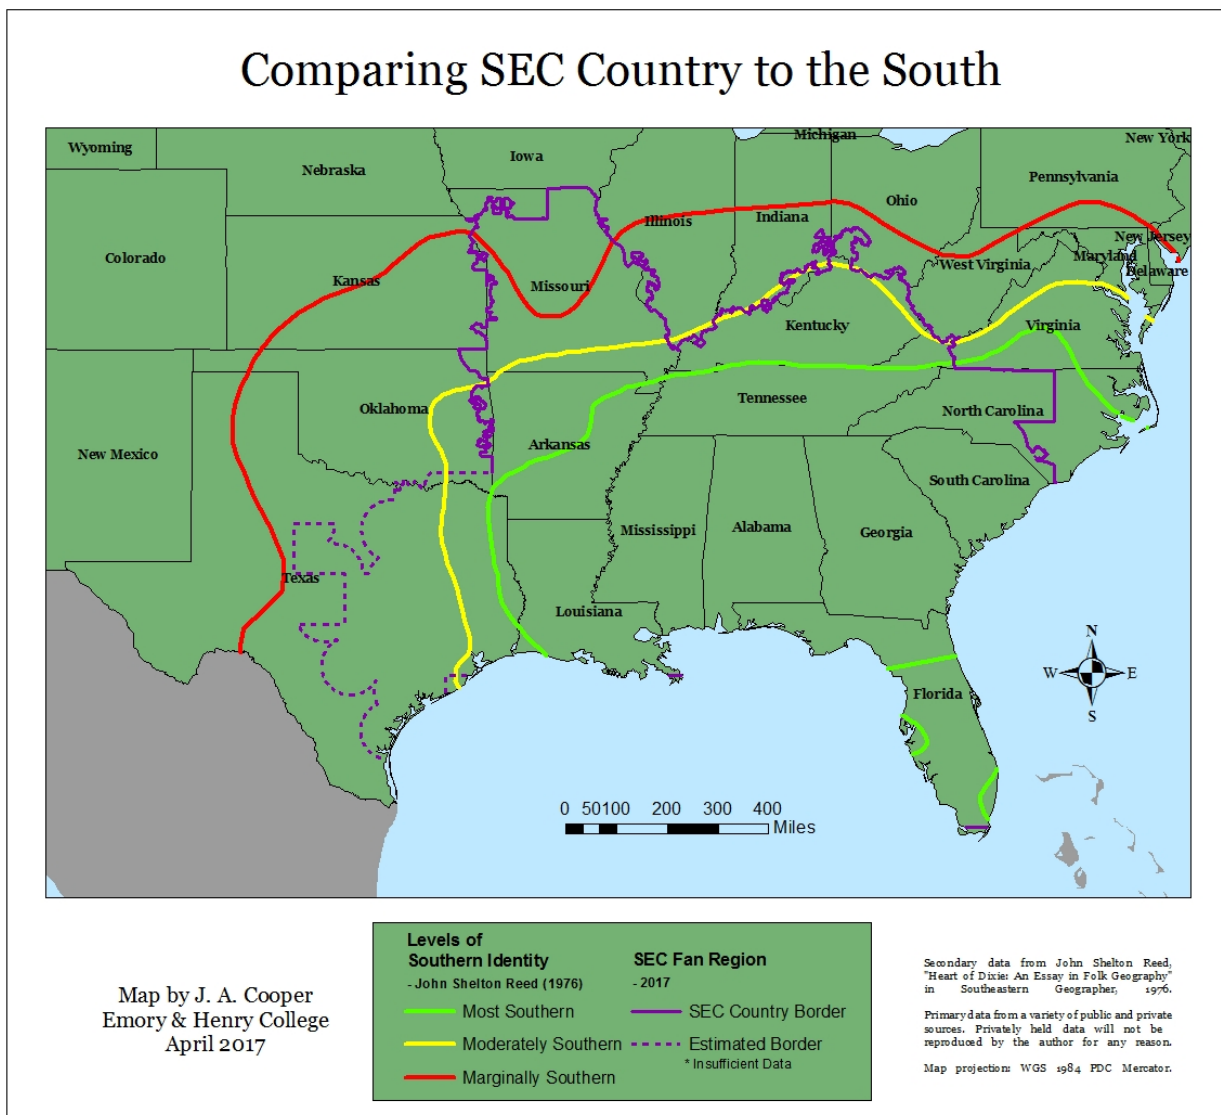 Comparing SEC Country to the South
Michigan
New York
Wyoming
Iowa
Nebraska
Pennsylvania
Ohio
Illinois
Indiana
New Jersey
Colorado
Maryland
West Virginia
Delaware
Kansas
Missouri
Kentucky
Virginia
Tennessee
Oklahoma
North Carolina
Arkansas
New Mexico
South Carolina
Mississippi
Alabama
Georgia
Texas
Louisiana
N
W
E
S
Florida
0 50 100 200 300 400
Miles
Levels of
Southern Identity
- John Shelton Reed (1976)
Most Southern
Moderately Southern
Marginally Southern
SEC Fan Region
- 2017
SEC Country Border
Estimated Border
* Insufficient Data
Map by J. A. Cooper
Emory & Henry College
April 2017
Secondary data from John Shelton Reed,
"Heart of Dixie: An Essay in Folk Geography"
in Southeastern Geographer, 1976.
Primary data from a variety of public and private
sources. Privately held data will not be
reproduced by the author for any reason.
Map projection: WGS 1984 PDC Mercator.